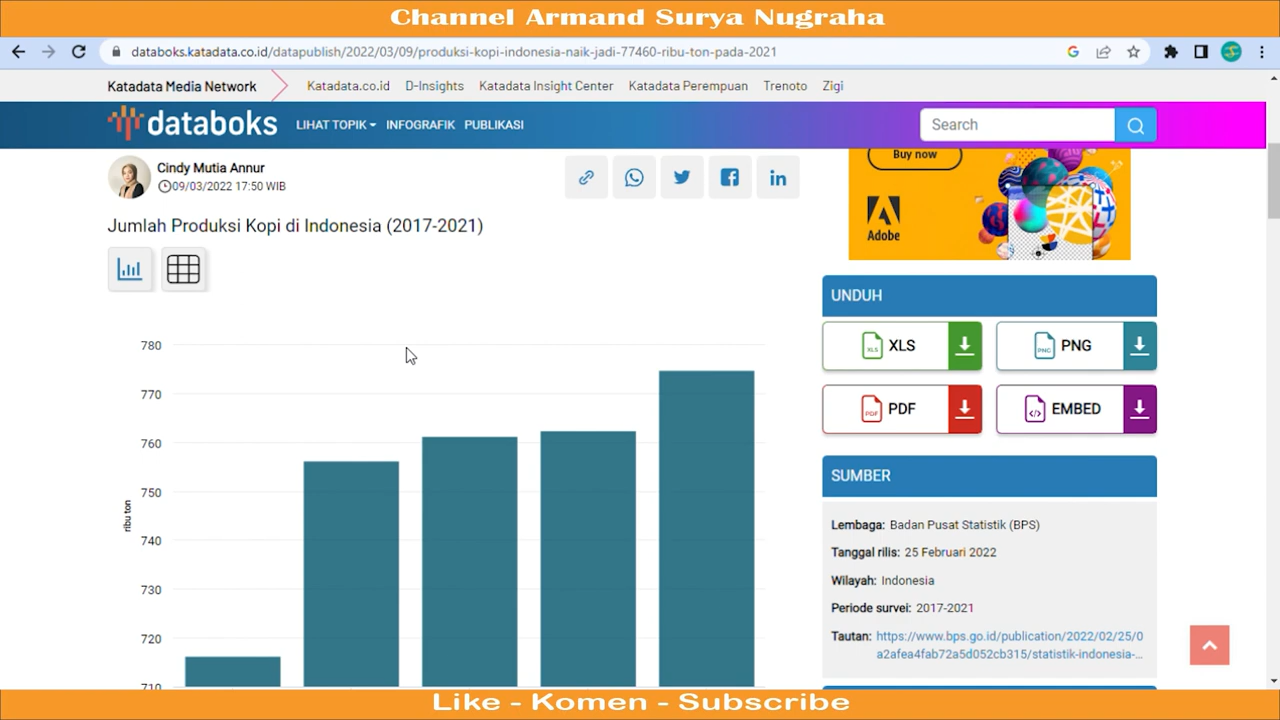 Channel Armand Surya Nugraha
databoks.katadata.co.id/datapublish/2022/03/09/produksi-kopi-indonesia-naik-jadi-77460-ribu-ton-pada-2021
Katadata Media Network
Katadata.co.id
D-Insights
Katadata Insight Center
Katadata Perempuan
Trenoto
Zigi
databoks
LIHAT TOPIK
INFOGRAFIK
PUBLIKASI
Search
Cindy Mutia Annur
09/03/2022 17:50 WIB
Jumlah Produksi Kopi di Indonesia (2017-2021)
780
770
760
750
740
730
720
710
ribu ton
Buy now
Adobe
UNDUH
XLS
PNG
PDF
EMBED
SUMBER
Lembaga: Badan Pusat Statistik (BPS)
Tanggal rilis: 25 Februari 2022
Wilayah: Indonesia
Periode survei: 2017-2021
Tautan: https://www.bps.go.id/publication/2022/02/25/0
a2afea4fab72a5d052cb315/statistik-indonesia-...
Like - Komen - Subscribe